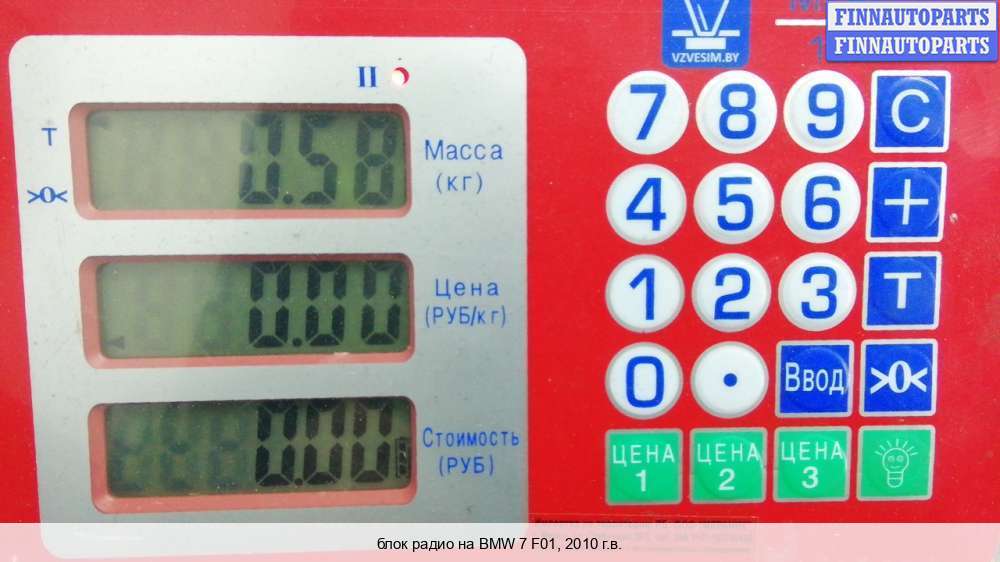 FINNAUTOPARTS
FINNAUTOPARTS
VZVESIM.BY
II
T
>0<
0.58
Масса
(кг)
0.00
Цена
(РУБ/кг)
0.00
Стоимость
(РУБ)
7 8 9 C
4 5 6 +
1 2 3 T
0 . Ввод >0<
ЦЕНА 1 ЦЕНА 2 ЦЕНА 3
блок радио на BMW 7 F01, 2010 г.в.